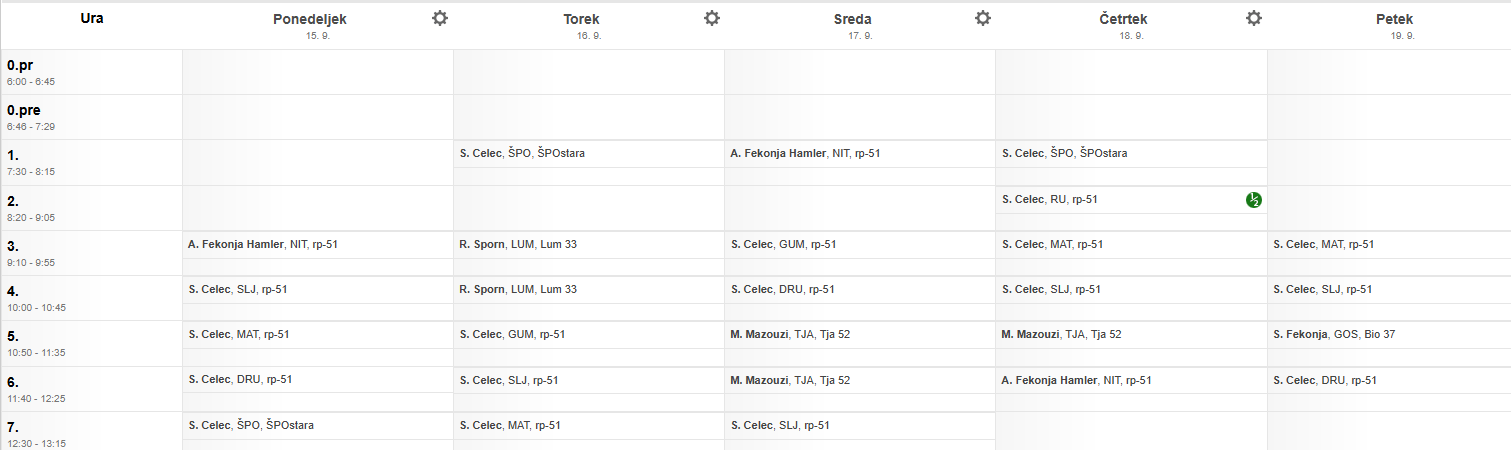 Ura Ponedeljek Torek Sreda Četrtek Petek
15. 9. 16. 9. 17. 9. 18. 9. 19. 9.
0.pr
6:00 - 6:45
0.pre
6:46 - 7:29
1. S. Celec, ŠPO, ŠPOstara A. Fekonja Hamler, NIT, rp-51 S. Celec, ŠPO, ŠPOstara
7:30 - 8:15
2. S. Celec, RU, rp-51 1/2
8:20 - 9:05
3. A. Fekonja Hamler, NIT, rp-51 R. Sporn, LUM, Lum 33 S. Celec, GUM, rp-51 S. Celec, MAT, rp-51 S. Celec, MAT, rp-51
9:10 - 9:55
4. S. Celec, SLJ, rp-51 R. Sporn, LUM, Lum 33 S. Celec, DRU, rp-51 S. Celec, SLJ, rp-51 S. Celec, SLJ, rp-51
10:00 - 10:45
5. S. Celec, MAT, rp-51 S. Celec, GUM, rp-51 M. Mazouzi, TJA, Tja 52 M. Mazouzi, TJA, Tja 52 S. Fekonja, GOS, Bio 37
10:50 - 11:35
6. S. Celec, DRU, rp-51 S. Celec, SLJ, rp-51 M. Mazouzi, TJA, Tja 52 A. Fekonja Hamler, NIT, rp-51 S. Celec, DRU, rp-51
11:40 - 12:25
7. S. Celec, ŠPO, ŠPOstara S. Celec, MAT, rp-51 S. Celec, SLJ, rp-51
12:30 - 13:15